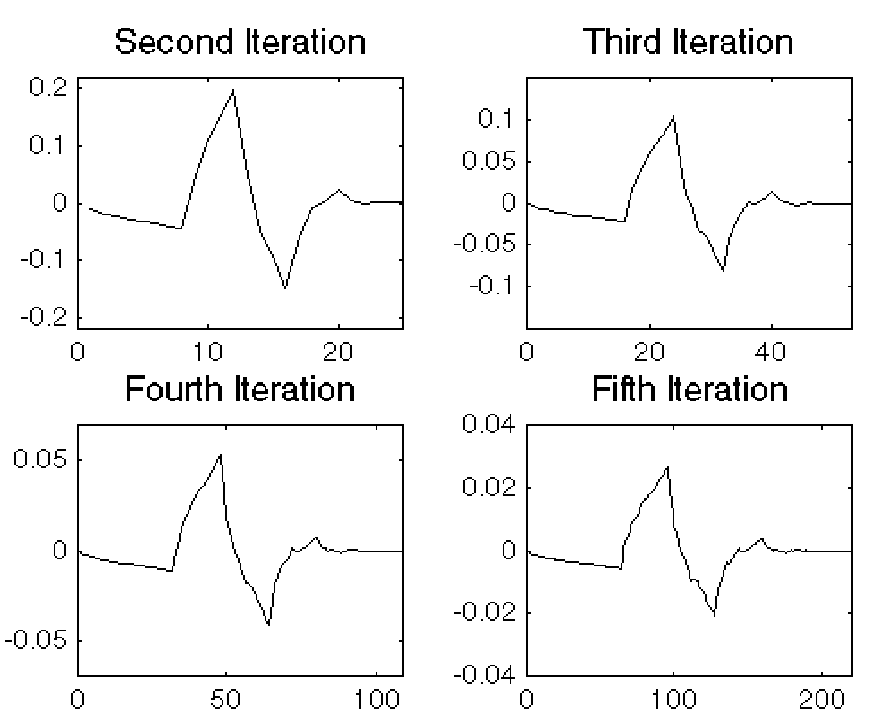 Second Iteration
0.2
0.1
0
-0.1
-0.2
0 10 20
Third Iteration
0.1
0.05
0
-0.05
-0.1
0 20 40
Fourth Iteration
0.05
0
-0.05
0 50 100
Fifth Iteration
0.04
0.02
0
-0.02
-0.04
0 100 200